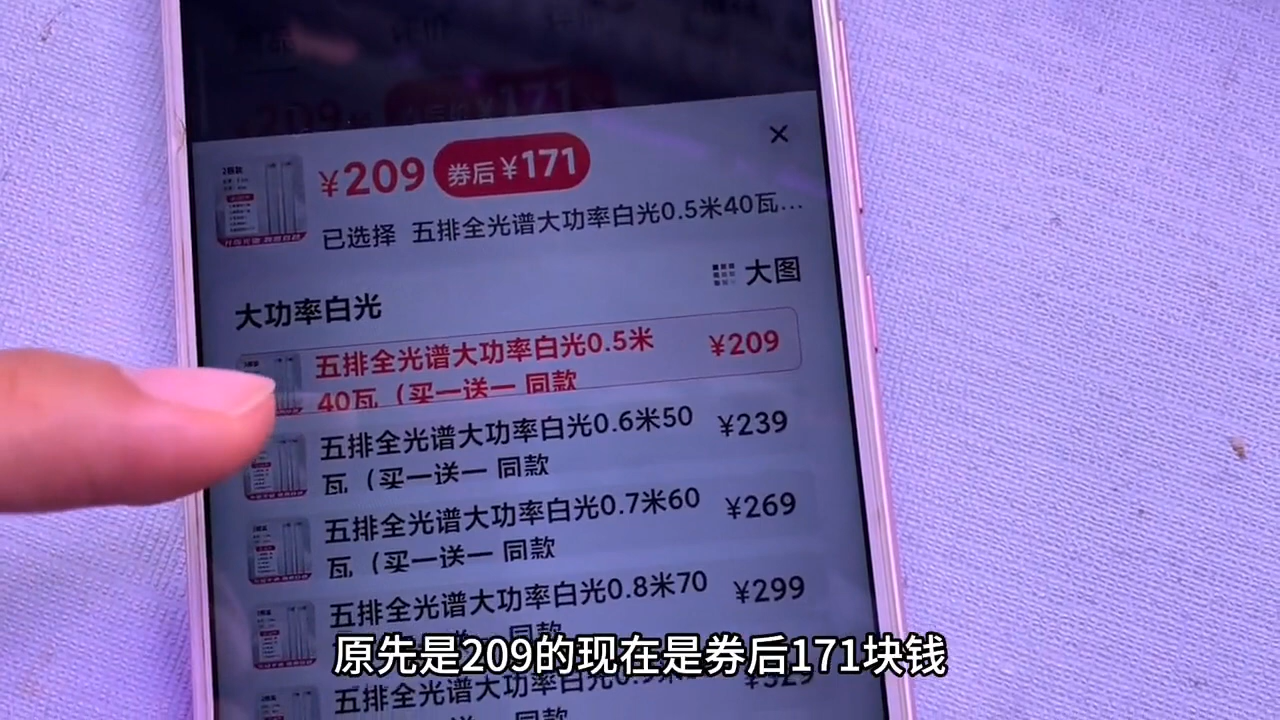 ¥209 券后¥171
已选择 五排全光谱大功率白光0.5米40瓦...
大图
大功率白光
五排全光谱大功率白光0.5米
40瓦（买一送一 同款
¥209
五排全光谱大功率白光0.6米50
瓦（买一送一 同款
¥239
五排全光谱大功率白光0.7米60
瓦（买一送一 同款
¥269
五排全光谱大功率白光0.8米70
¥299
原先是209的现在是券后171块钱
五排全光谱大功率白光
¥329